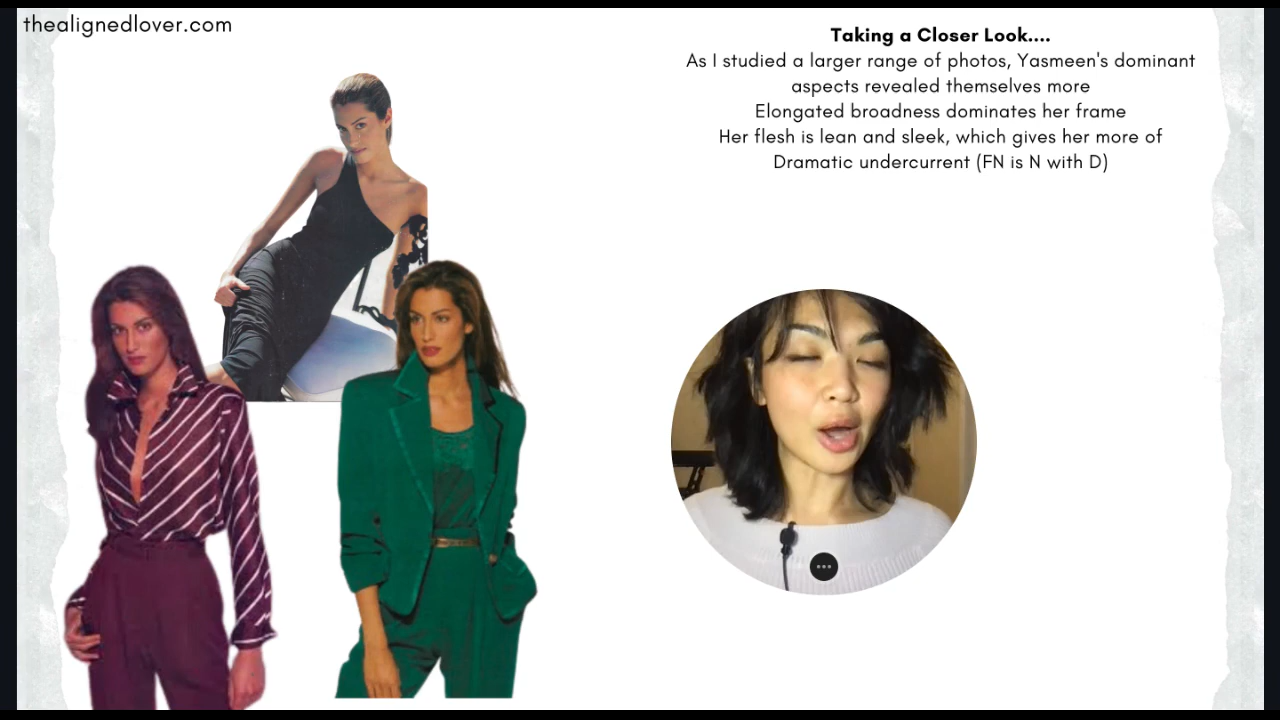 thealignedlover.com
Taking a Closer Look....
As I studied a larger range of photos, Yasmeen's dominant
aspects revealed themselves more
Elongated broadness dominates her frame
Her flesh is lean and sleek, which gives her more of
Dramatic undercurrent (FN is N with D)